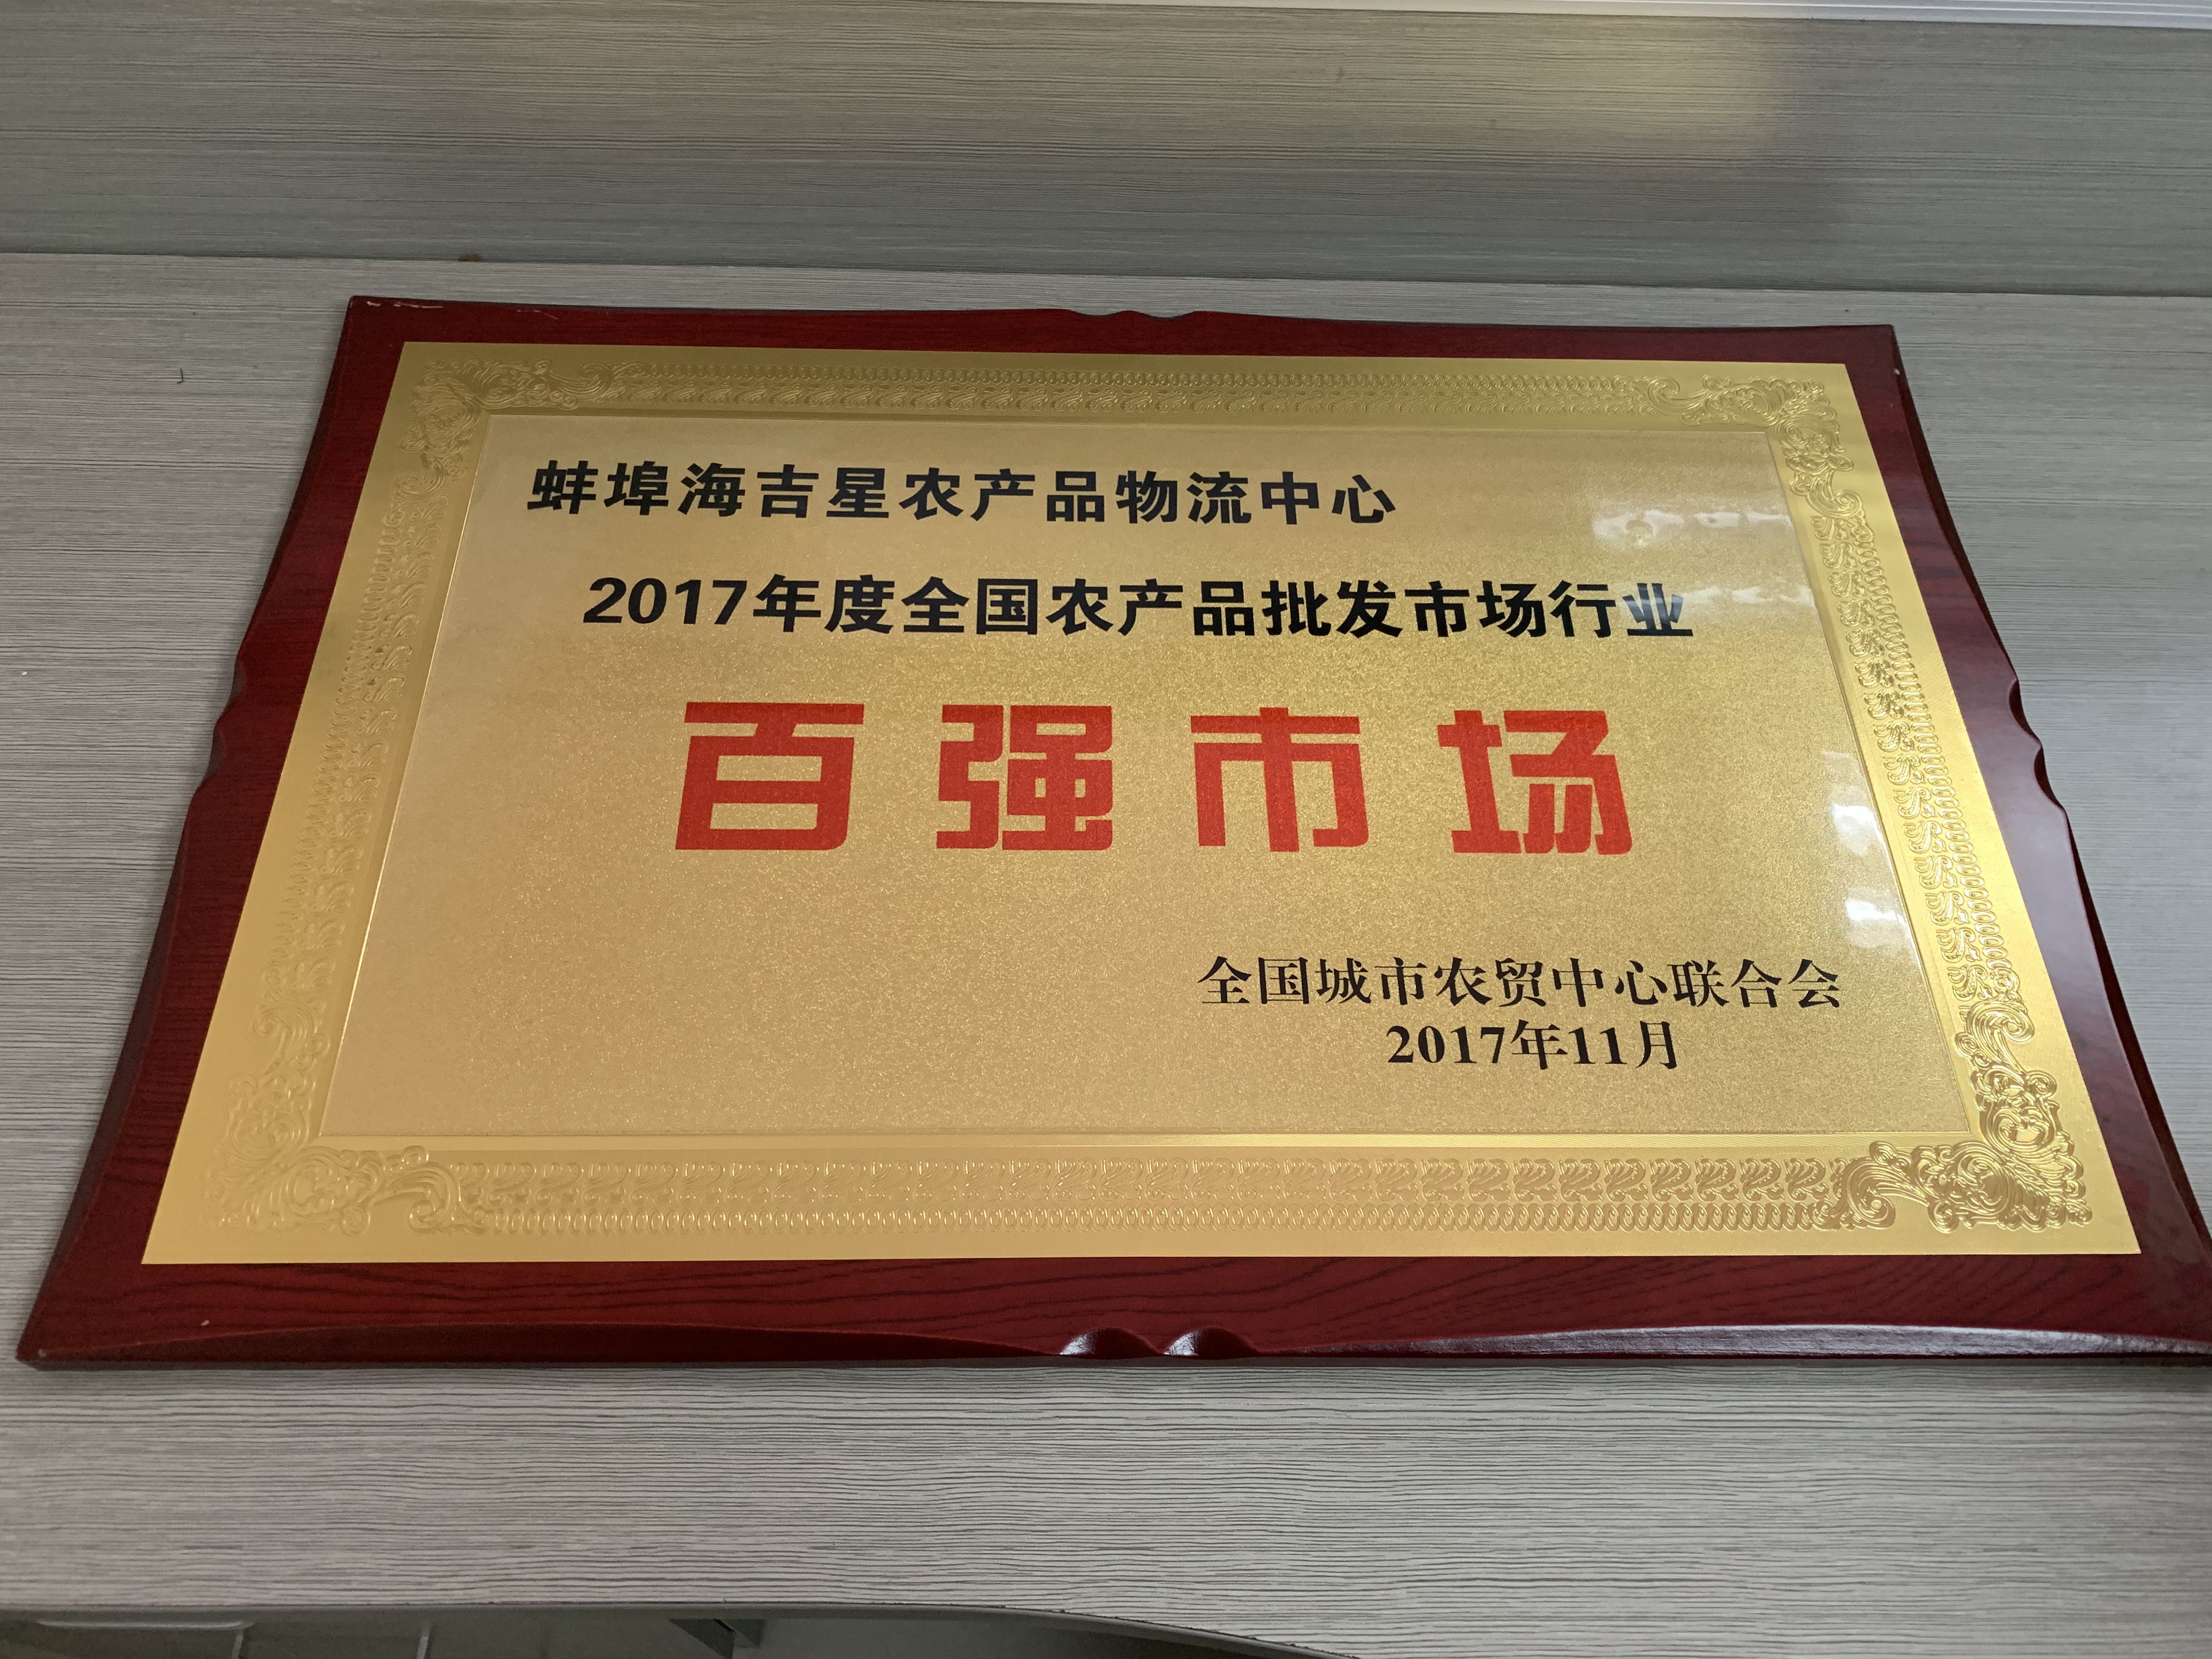 蚌埠海吉星农产品物流中心
2017年度全国农产品批发市场行业
百强市场
全国城市农贸中心联合会
2017年11月